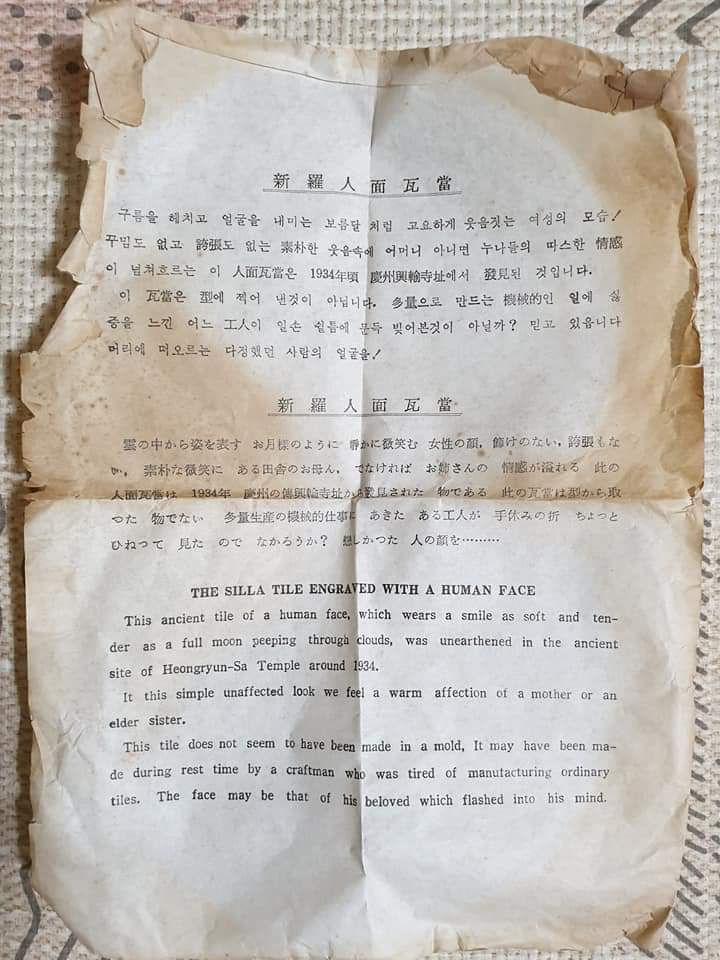 新羅人面瓦當
구름을 헤치고 얼굴을 내미는 보름달 처럼 고요하게 웃음짓는 여성의 모습!
꾸밈도 없고 誇張도 없는 素朴한 웃음속에 어머니 아니면 누나들의 따스한 情感
이 넘쳐흐르는 이 人面瓦當은 1934年頃 慶州興輪寺址에서 發見된 것입니다.
이 瓦當은 型에 찍어 낸것이 아닙니다. 多量으로 만드는 機械的인 일에 싫
증을 느낀 어느 工人이 일손 쉴틈에 문득 빚어본것이 아닐까? 믿고 있읍니다
머리에 떠오르는 다정했던 사람의 얼굴을!
新羅人面瓦當
雲の中から姿を表す お月樣のように 靜かに微笑む 女性の顔, 飾けのない, 誇張もな
い, 素朴な微笑に ある田舎のお母ん, でなければ お姉さんの 情感が溢れる 此の
人面瓦當は 1934年 慶州の傳興輪寺址から發見された 物である 此の瓦當は型から取
つた 物でない 多量生産の機械的仕事に あきた ある工人が 手休みの折 ちょつと
ひねつて 見た ので なかろうか? 戀しかつた 人の顔を………
THE SILLA TILE ENGRAVED WITH A HUMAN FACE
This ancient tile of a human face, which wears a smile as soft and ten-
der as a full moon peeping through clouds, was unearthed in the ancient
site of Heongryun-Sa Temple around 1934.
It this simple unaffected look we feel a warm affection of a mother or an
elder sister.
This tile does not seem to have been made in a mold, It may have been ma-
de during rest time by a craftman who was tired of manutacturing ordinary
tiles. The face may be that of his beloved which flashed into his mind.